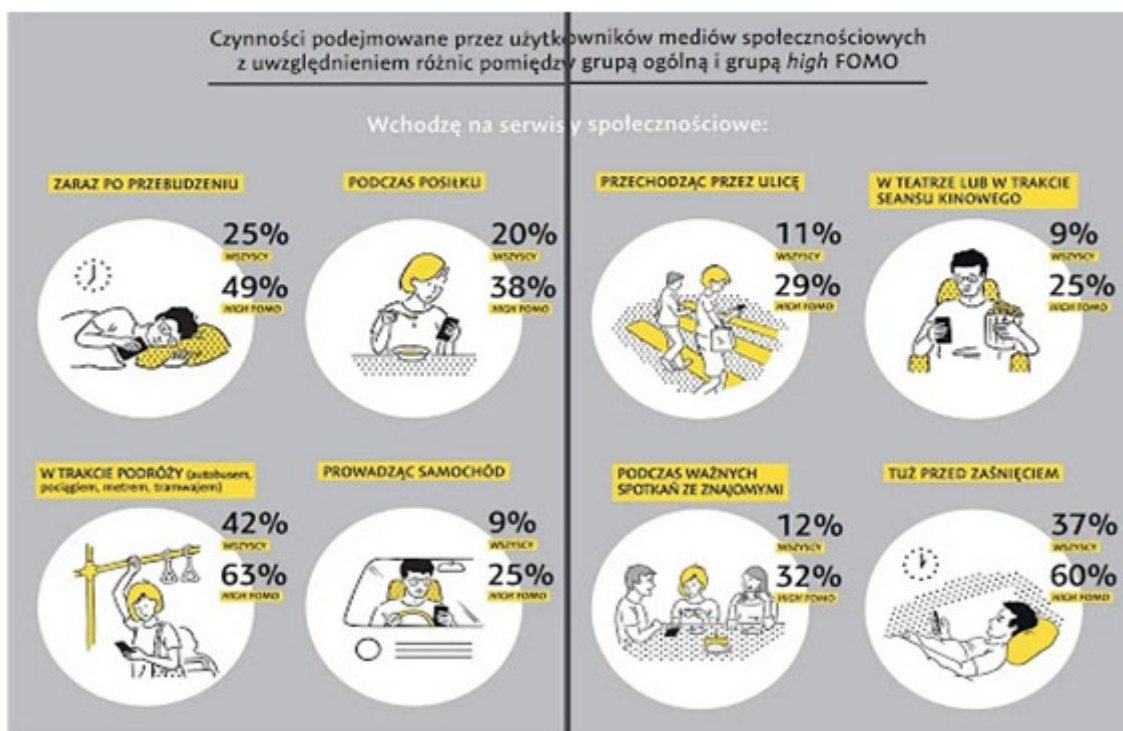 Czynności podejmowane przez użytkowników mediów społecznościowych
z uwzględnieniem różnic pomiędzy grupą ogólną i grupą high FOMO
Wchodzę na serwisy społecznościowe:
ZARAZ PO PRZEBUDZENIU
25%
WSZYSCY
49%
HIGH FOMO
PODCZAS POSIŁKU
20%
WSZYSCY
38%
HIGH FOMO
PRZECHODZĄC PRZEZ ULICĘ
11%
WSZYSCY
29%
HIGH FOMO
W TEATRZE LUB W TRAKCIE
SEANSU KINOWEGO
9%
WSZYSCY
25%
HIGH FOMO
W TRAKCIE PODRÓŻY (autobusem,
pociągiem, metrem, tramwajem)
42%
WSZYSCY
63%
HIGH FOMO
PROWADZĄC SAMOCHÓD
9%
WSZYSCY
25%
HIGH FOMO
PODCZAS WAŻNYCH
SPOTKAŃ ZE ZNAJOMYMI
12%
WSZYSCY
32%
HIGH FOMO
TUŻ PRZED ZAŚNIĘCIEM
37%
WSZYSCY
60%
HIGH FOMO